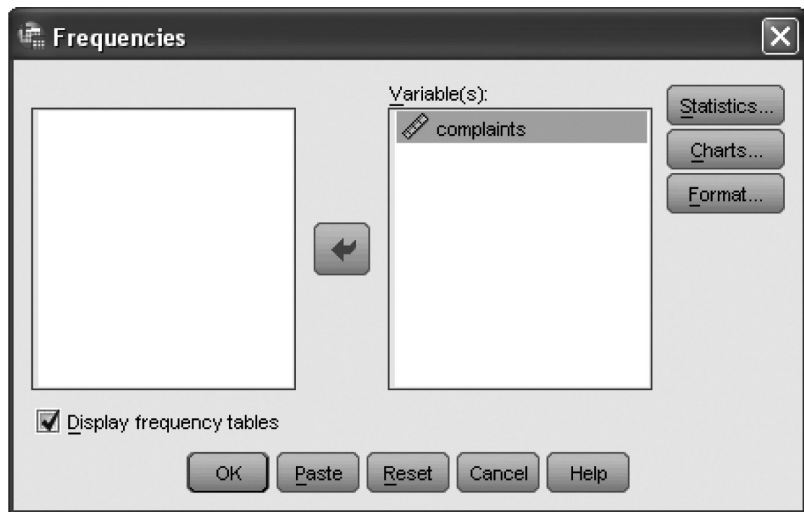 Frequencies
Variable(s):
complaints
Statistics...
Charts...
Format...
Display frequency tables
OK Paste Reset Cancel Help